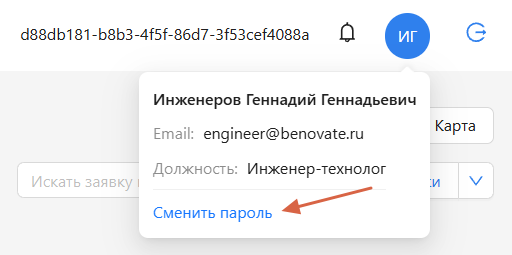 d88db181-b8b3-4f5f-86d7-3f53cef4088a ИГ
Инженеров Геннадий Геннадьевич
Карта
Email: engineer@benovate.ru
Должность: Инженер-технолог
Искать заявку
Сменить пароль